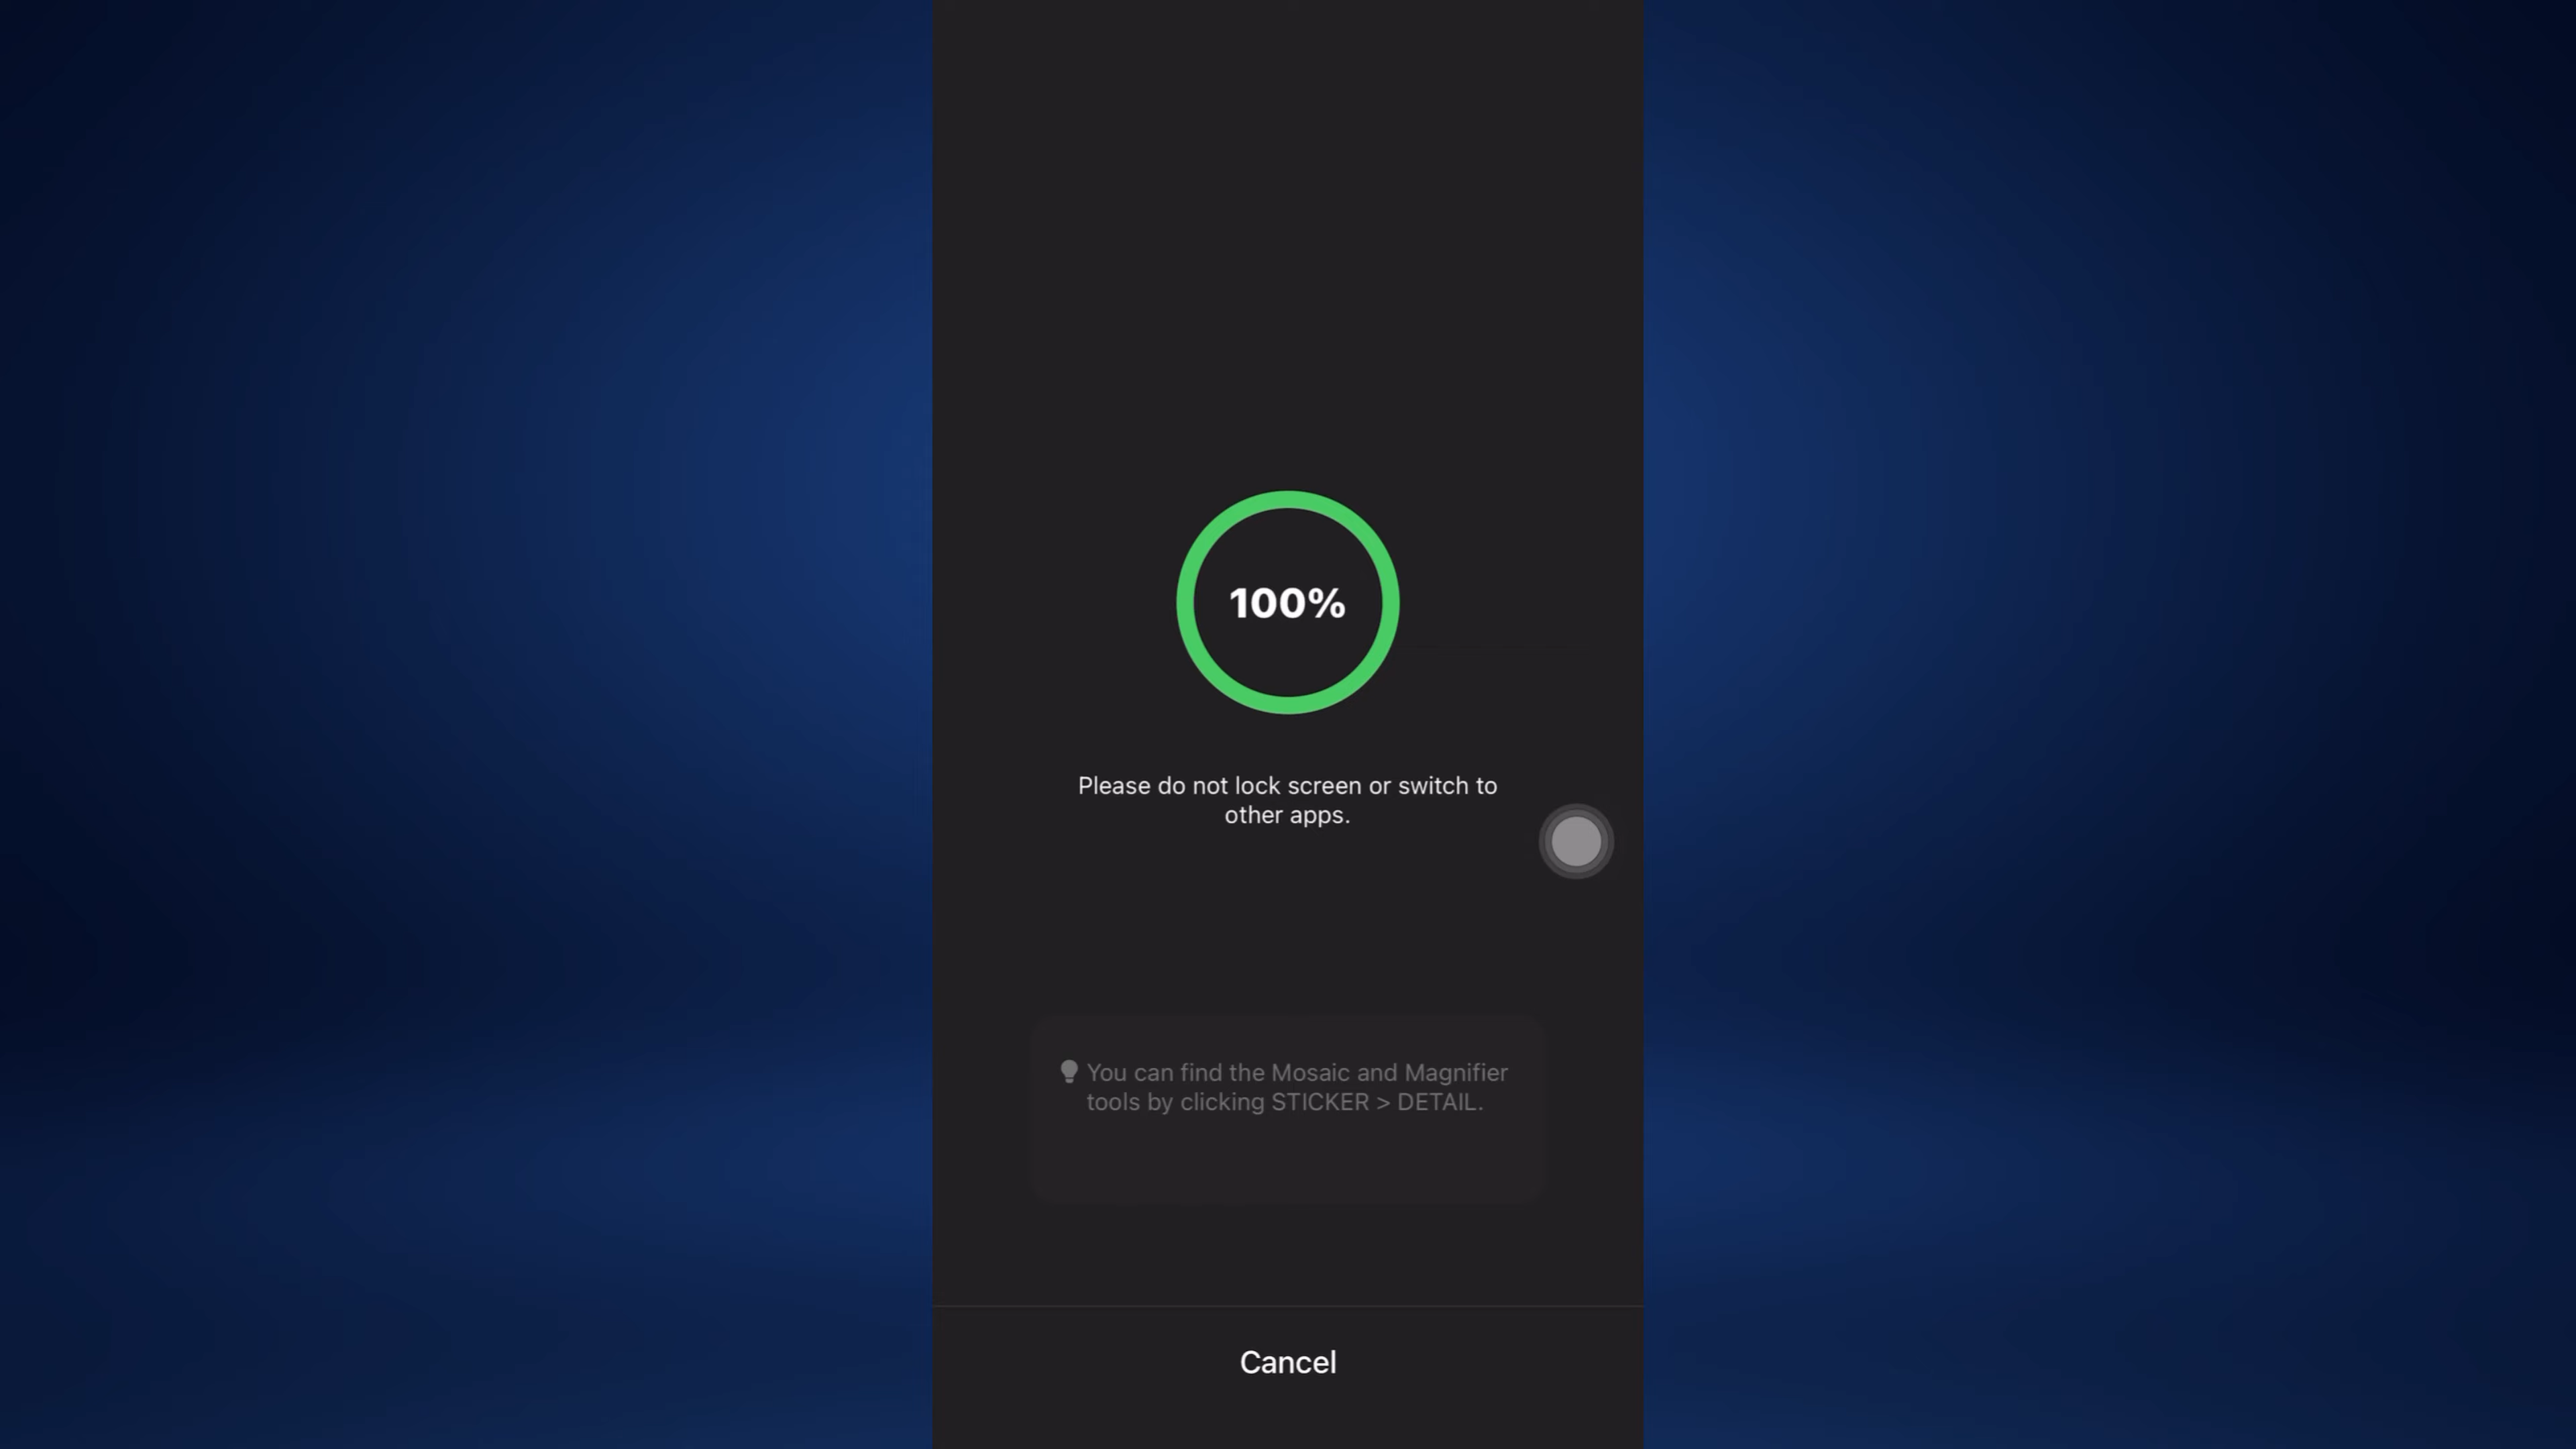 100%
Please do not lock screen or switch to
other apps.
You can find the Mosaic and Magnifier
tools by clicking STICKER > DETAIL.
Cancel